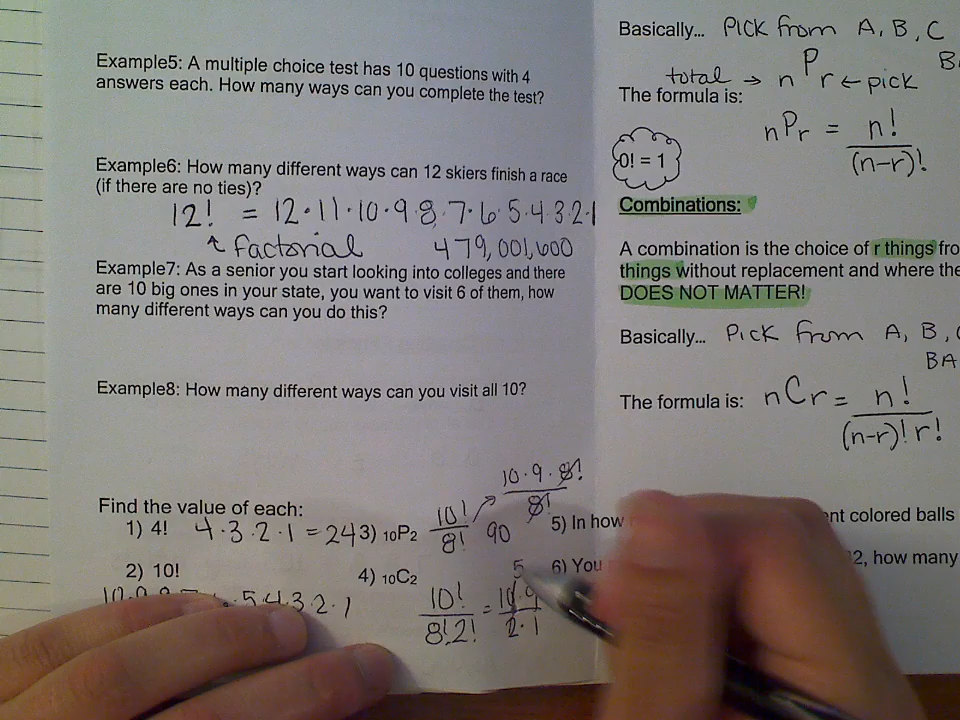 Example5: A multiple choice test has 10 questions with 4
answers each. How many ways can you complete the test?
Example6: How many different ways can 12 skiers finish a race
(if there are no ties)?
12! = 12·11·10·9·8·7·6·5·4·3·2·1
↑ factorial 479,001,600
Example7: As a senior you start looking into colleges and there
are 10 big ones in your state, you want to visit 6 of them, how
many different ways can you do this?
Example8: How many different ways can you visit all 10?
Find the value of each:
1) 4! 4·3·2·1 = 24
2) 10!
5·4·3·2·1
3) 10P2 10!/8! 90
10·9·8!/8!
4) 10C2 10!/8!2! = 10·9/2·1
5
Basically... PICK from A, B, C
total → nPr ← pick
The formula is:
nPr = n!/(n-r)!
0! = 1
Combinations:
A combination is the choice of r things
things without replacement and where
DOES NOT MATTER!
Basically... PICK from A, B,
BA
The formula is: nCr = n!/(n-r)!r!
5) In how
ent colored balls
6) You
how many